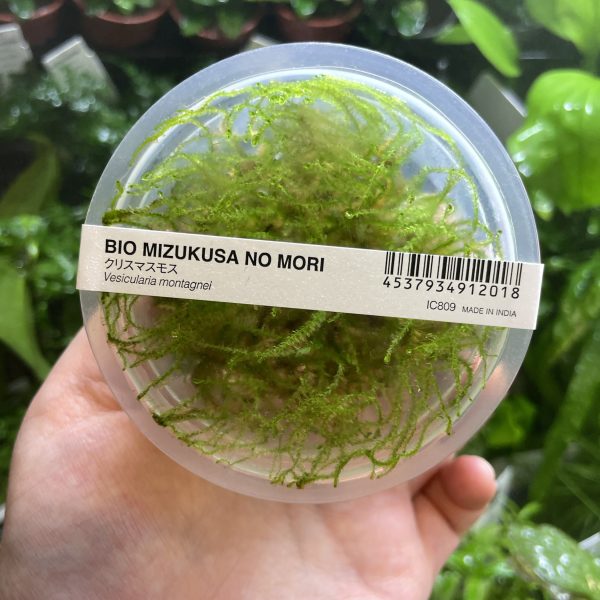 BIO MIZUKUSA NO MORI
クリスマスモス
Vesicularia montagnei
4537934912018
IC809 MADE IN INDIA